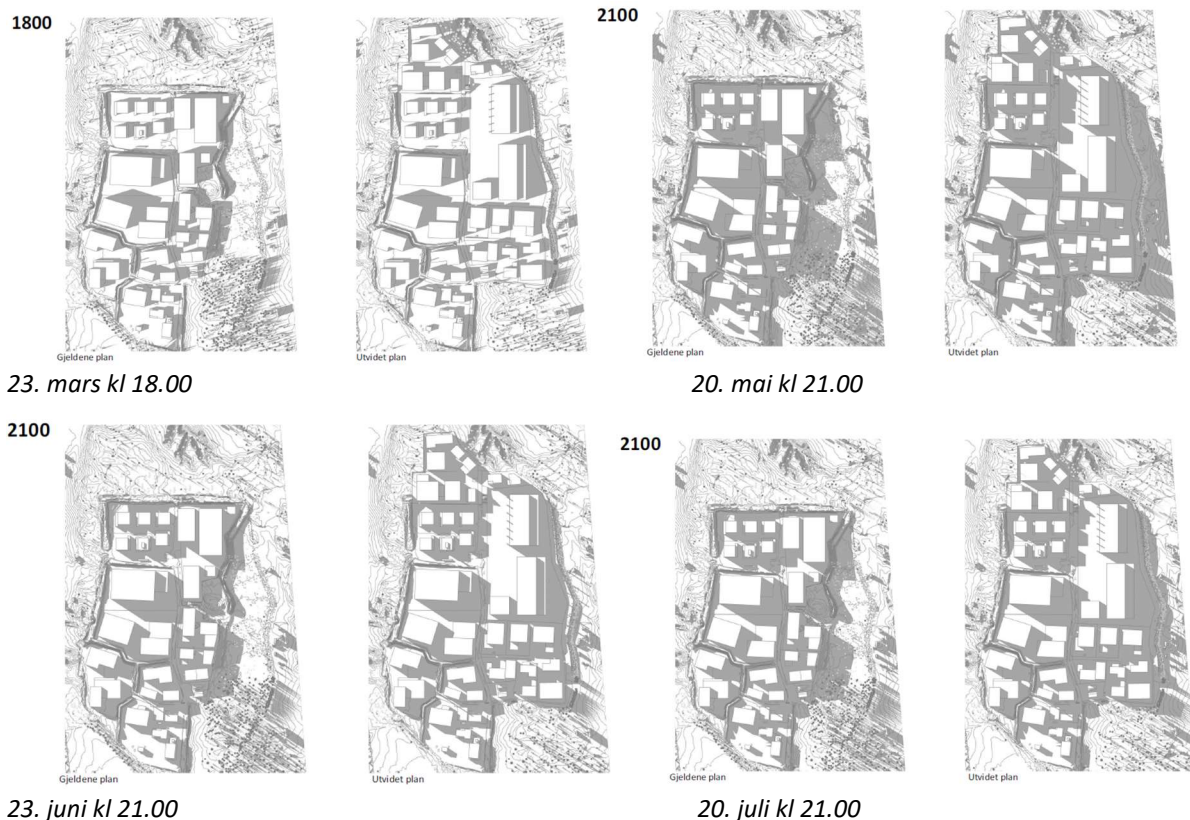 1800
2100
Gjeldene plan
Utvidet plan
Gjeldene plan
Utvidet plan
23. mars kl 18.00
20. mai kl 21.00
2100
2100
Gjeldene plan
Utvidet plan
Gjeldene plan
Utvidet plan
23. juni kl 21.00
20. juli kl 21.00